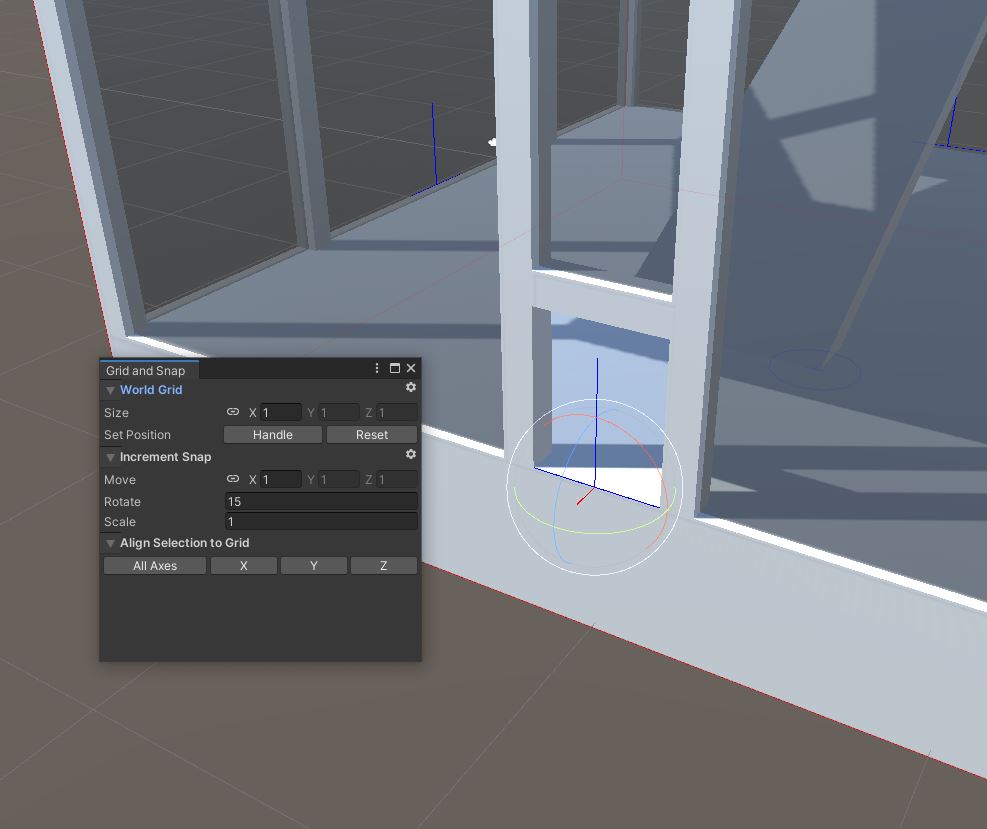 Grid and Snap
World Grid
Size X 1 Y 1 Z 1
Set Position Handle Reset
Increment Snap
Move X 1 Y 1 Z 1
Rotate 15
Scale 1
Align Selection to Grid
All Axes X Y Z